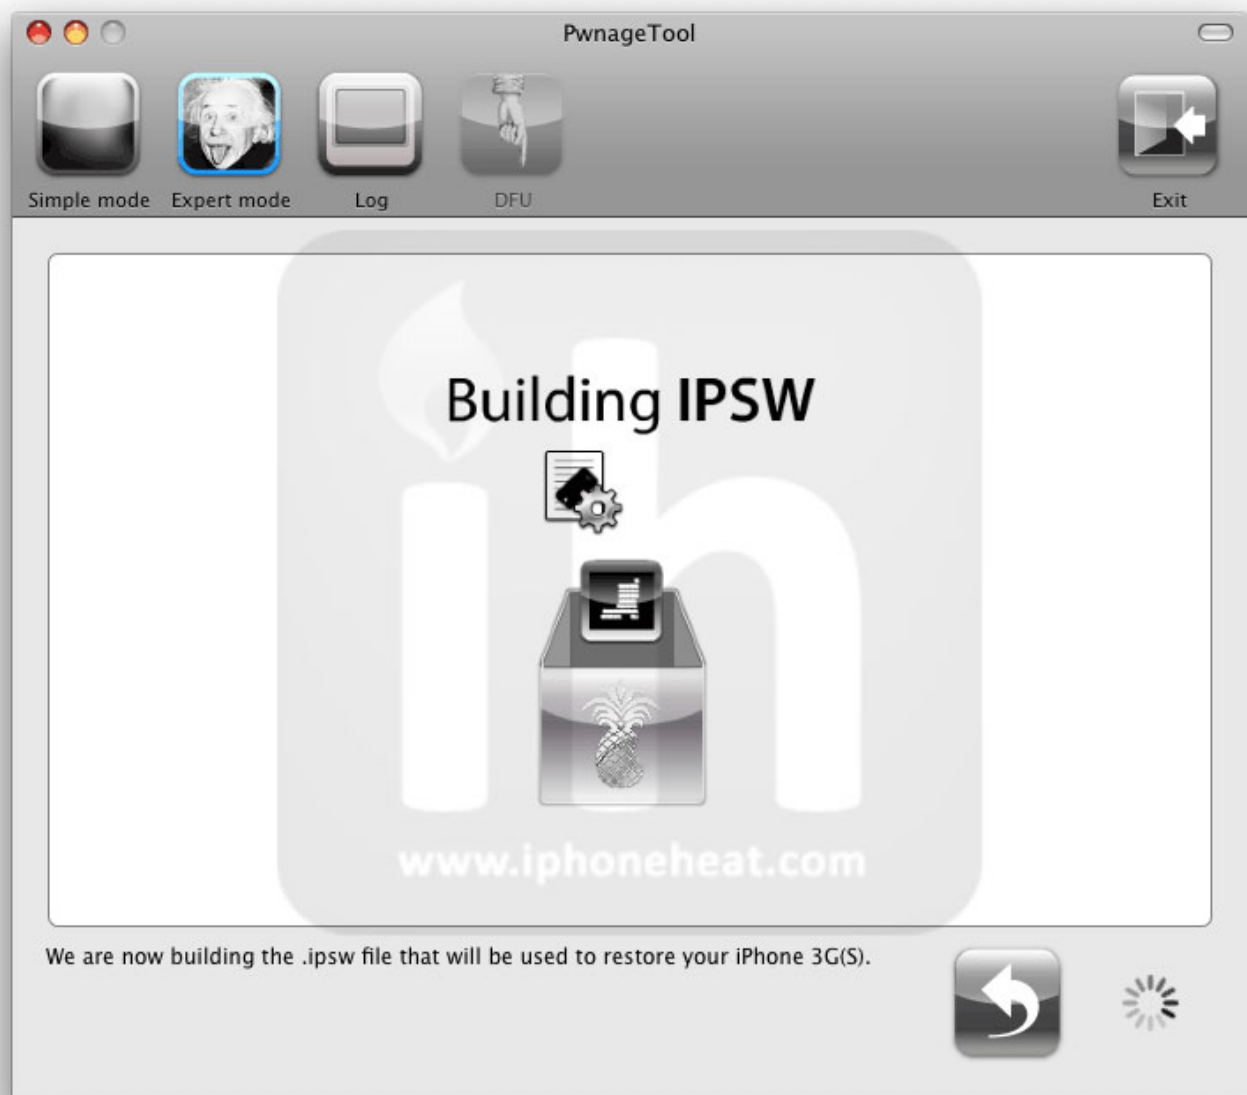 PwnageTool
Simple mode
Expert mode
Log
DFU
Exit
Building IPSW
www.iphoneheat.com
We are now building the .ipsw file that will be used to restore your iPhone 3G(S).